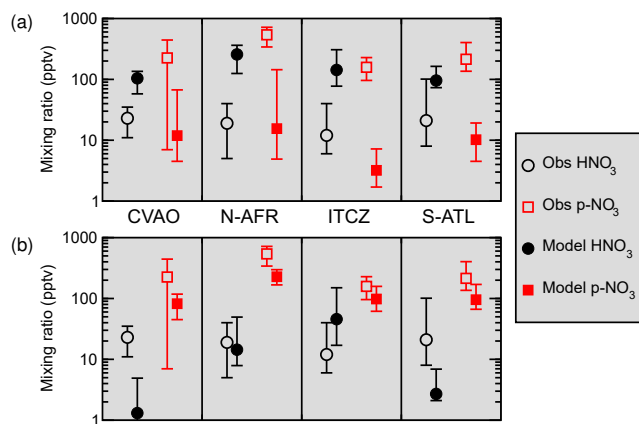 (a)
1000
100
10
1
Mixing ratio (pptv)
CVAO N-AFR ITCZ S-ATL
(b)
1000
100
10
1
Mixing ratio (pptv)
Obs HNO₃
Obs p-NO₃
Model HNO₃
Model p-NO₃